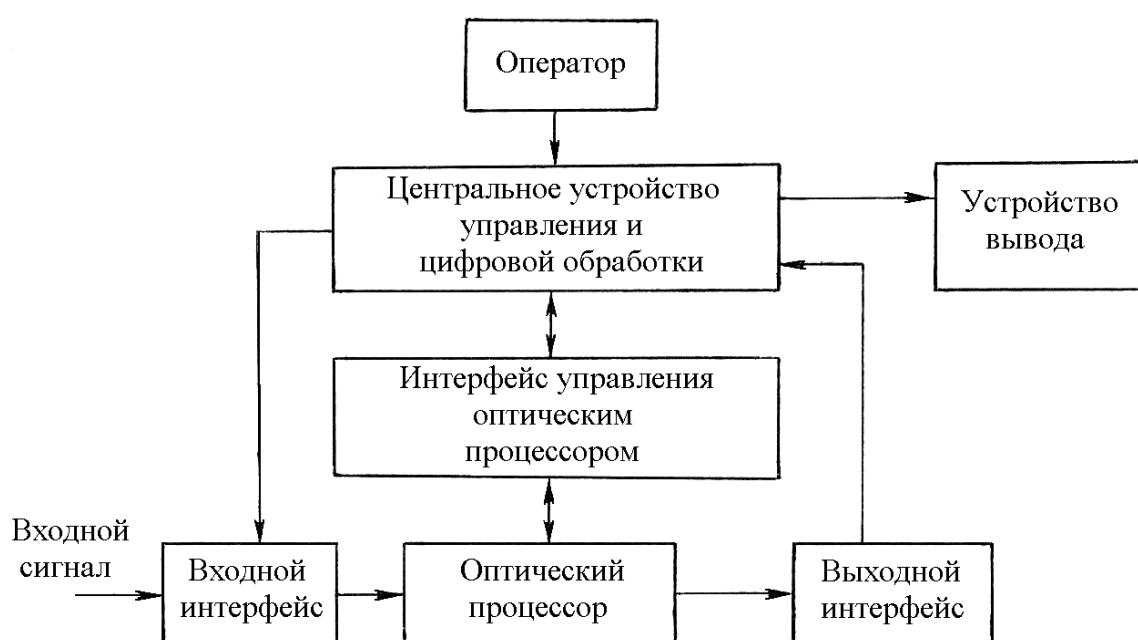 Оператор
Центральное устройство
управления и
цифровой обработки
Устройство
вывода
Интерфейс управления
оптическим
процессором
Входной
сигнал
Входной
интерфейс
Оптический
процессор
Выходной
интерфейс